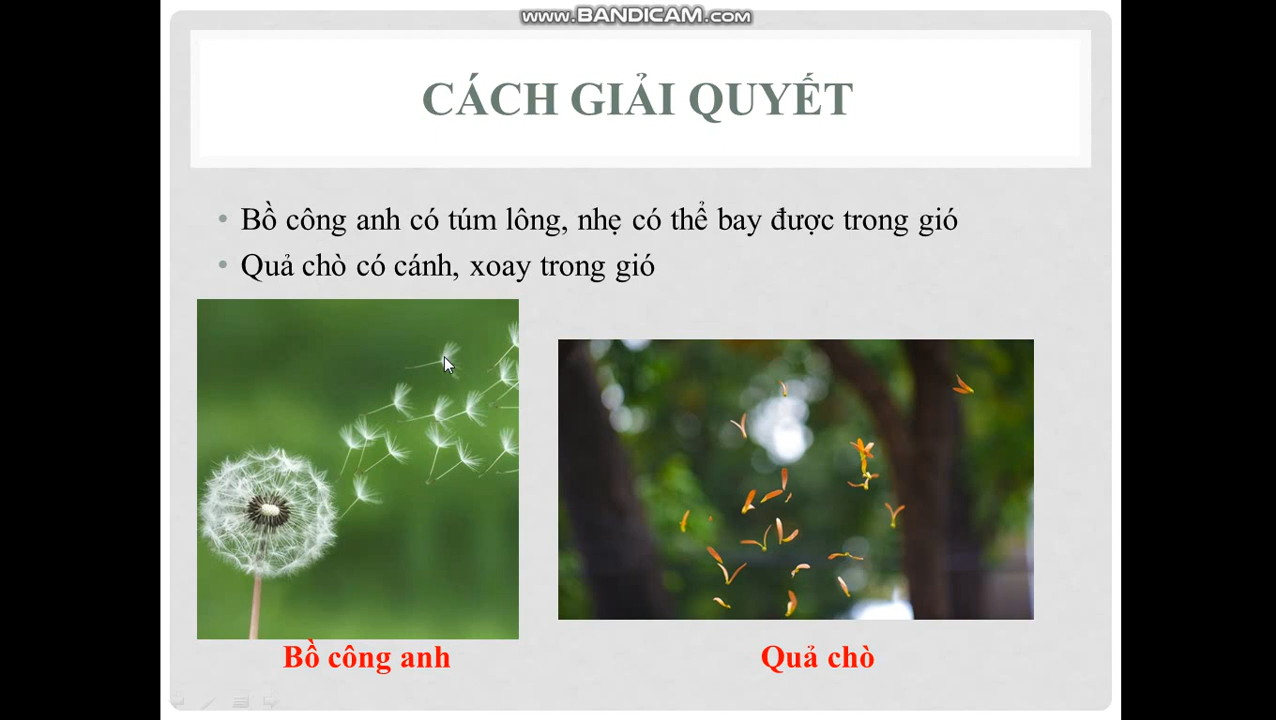 www.BANDICAM.com
CÁCH GIẢI QUYẾT
• Bồ công anh có túm lông, nhẹ có thể bay được trong gió
• Quả chò có cánh, xoay trong gió
Bồ công anh
Quả chò